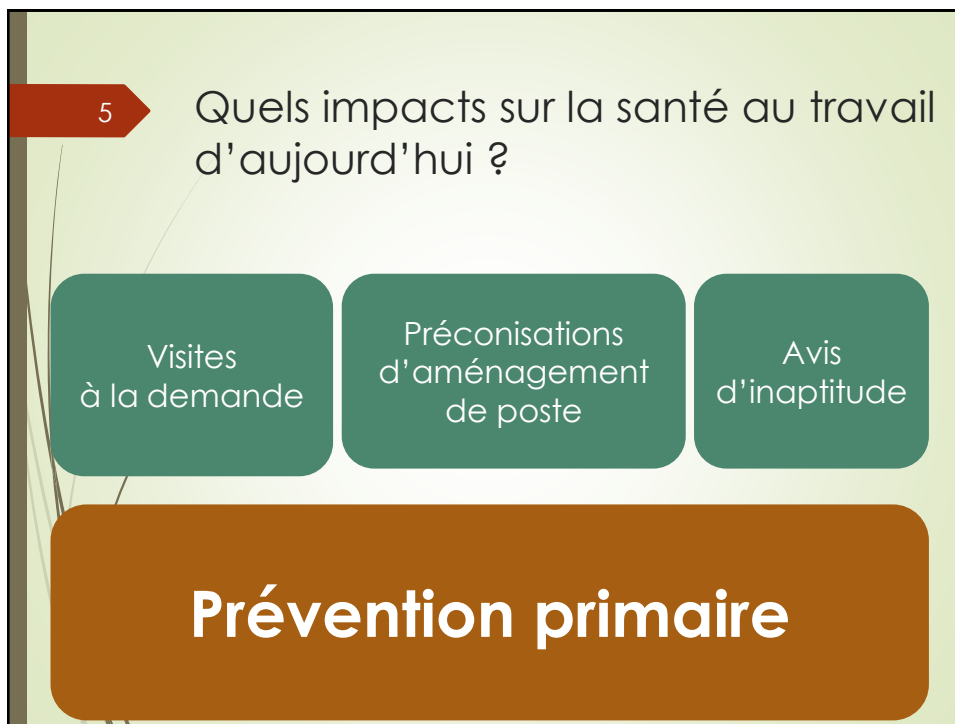 5
Quels impacts sur la santé au travail
d’aujourd’hui ?
Visites
à la demande
Préconisations
d’aménagement
de poste
Avis
d’inaptitude
Prévention primaire